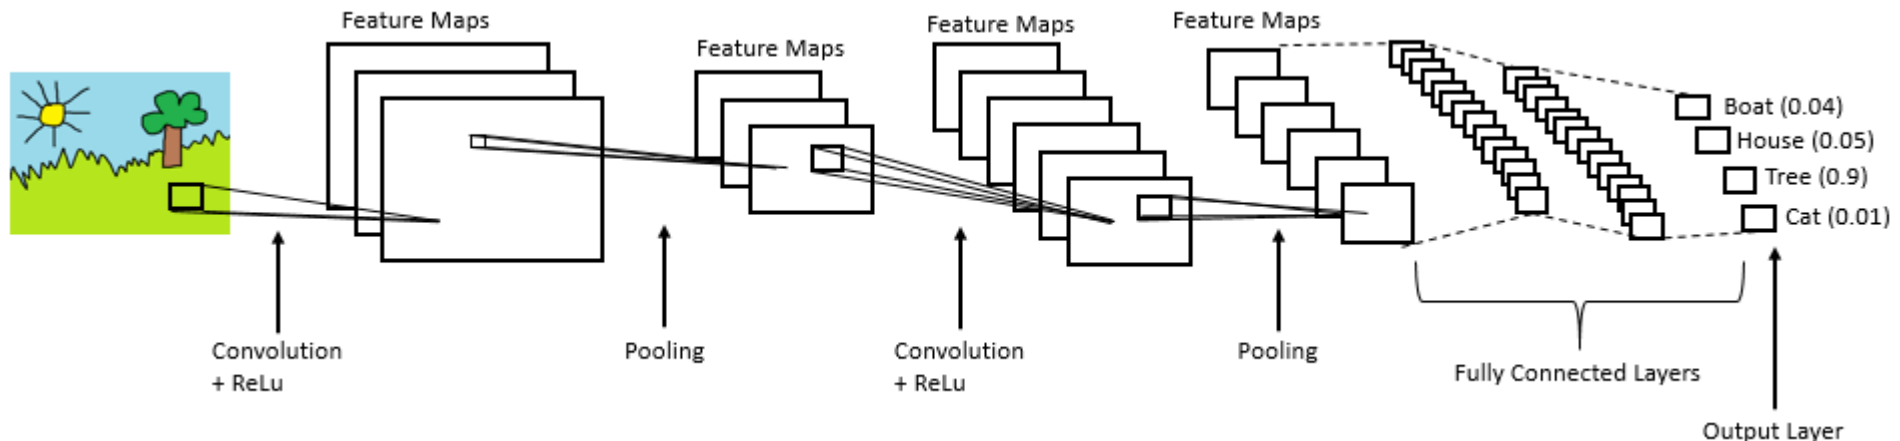 Feature Maps
Feature Maps
Feature Maps
Feature Maps
Boat (0.04)
House (0.05)
Tree (0.9)
Cat (0.01)
Convolution
+ ReLu
Pooling
Convolution
+ ReLu
Pooling
Fully Connected Layers
Output Layer